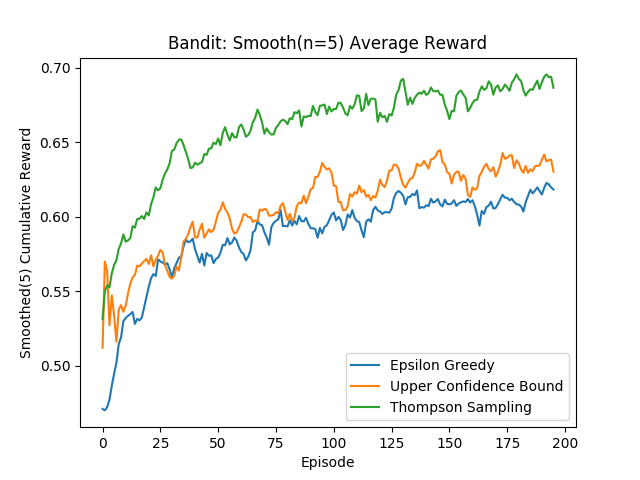 Bandit: Smooth(n=5) Average Reward
Smoothed(5) Cumulative Reward
0.70
0.65
0.60
0.55
0.50
Epsilon Greedy
Upper Confidence Bound
Thompson Sampling
0 25 50 75 100 125 150 175 200
Episode